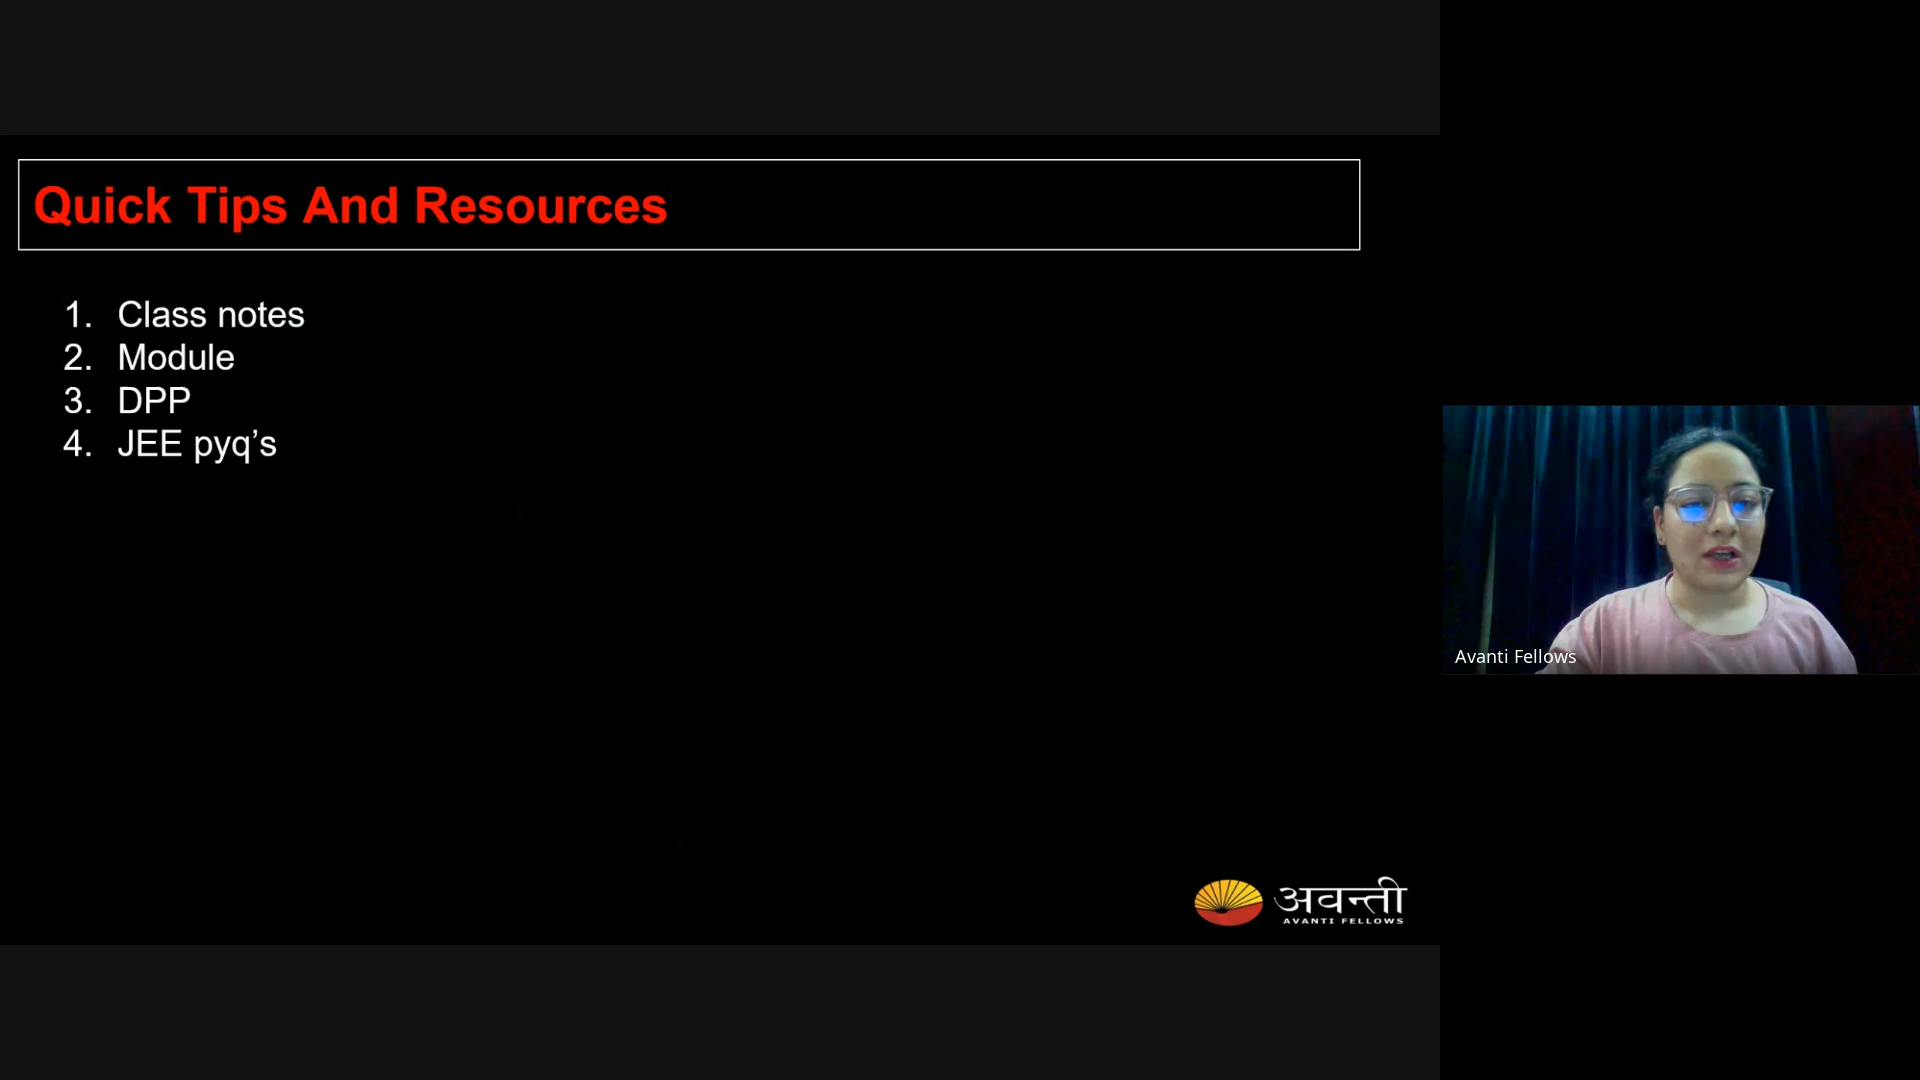 Quick Tips And Resources
1. Class notes
2. Module
3. DPP
4. JEE pyq’s
Avanti Fellows
अवन्ती
AVANTI FELLOWS